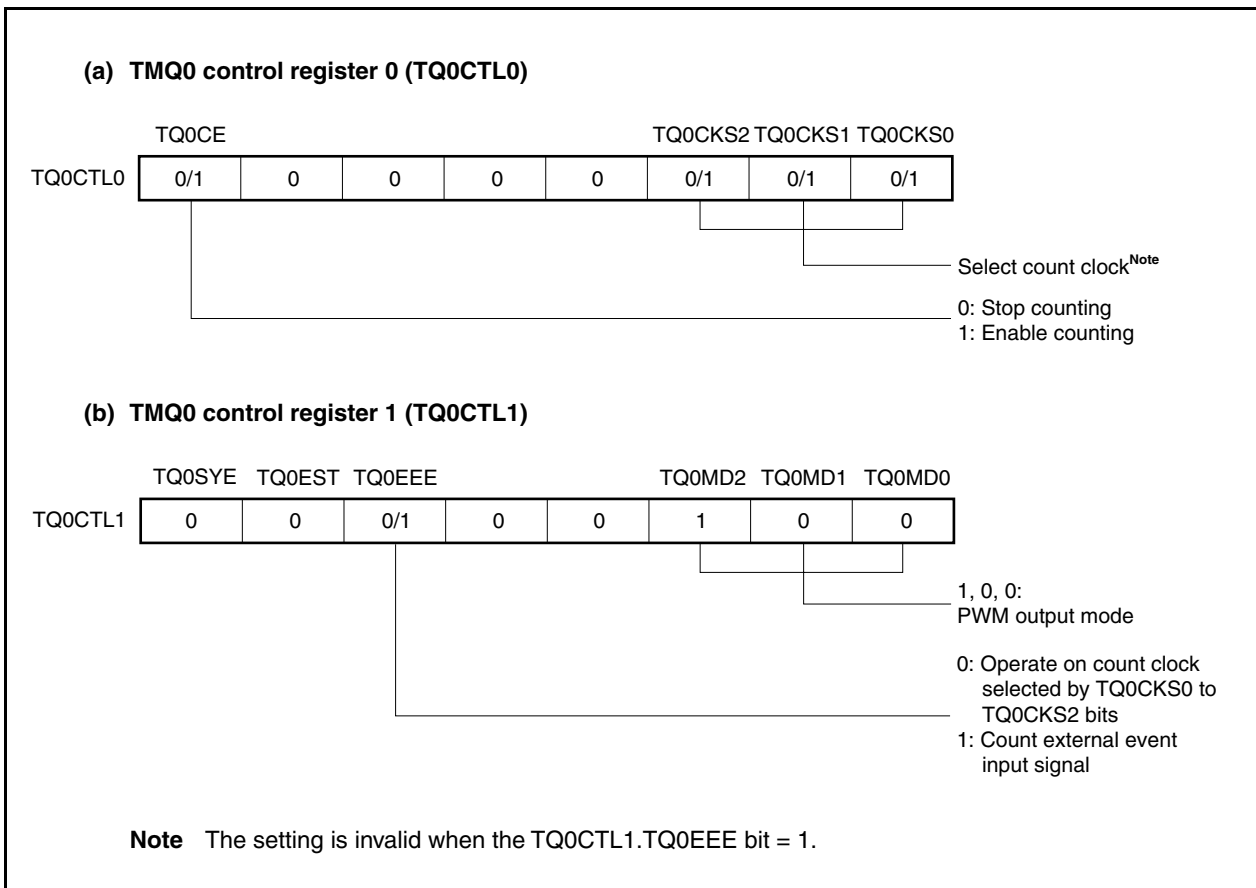 (a) TMQ0 control register 0 (TQ0CTL0)
TQ0CE TQ0CKS2 TQ0CKS1 TQ0CKS0
TQ0CTL0 0/1 0 0 0 0 0/1 0/1 0/1
Select count clockNote
0: Stop counting
1: Enable counting
(b) TMQ0 control register 1 (TQ0CTL1)
TQ0SYE TQ0EST TQ0EEE TQ0MD2 TQ0MD1 TQ0MD0
TQ0CTL1 0 0 0/1 0 0 1 0 0
1, 0, 0:
PWM output mode
0: Operate on count clock
selected by TQ0CKS0 to
TQ0CKS2 bits
1: Count external event
input signal
Note The setting is invalid when the TQ0CTL1.TQ0EEE bit = 1.